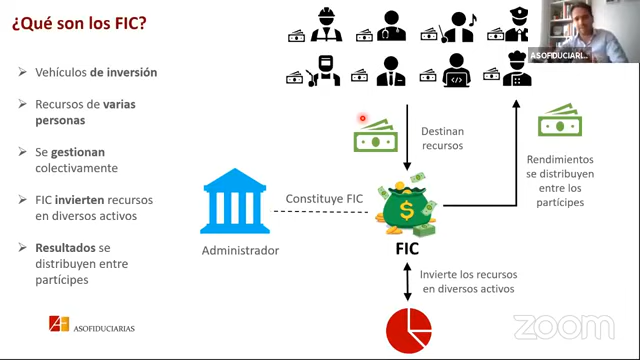 ¿Qué son los FIC?
Vehículos de inversión
Recursos de varias
personas
Se gestionan
colectivamente
FIC invierten recursos
en diversos activos
Resultados se
distribuyen entre
partícipes
ASOFIDUCIARIAS
Administrador
Constituye FIC
Destinan
recursos
FIC
Invierte los recursos
en diversos activos
Rendimientos
se distribuyen
entre los
partícipes
ASOFIDUCIARI...
zoom